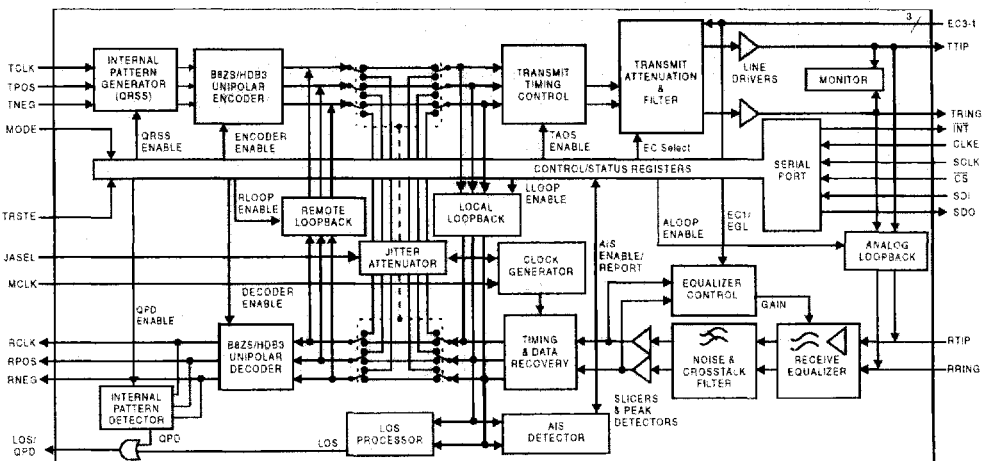 3
EC3-1
TCLK
TPOS
TNEG
MODE
TRSTE
JASEL
MCLK
RCLK
RPOS
RNEG
LOS/
QPD
INTERNAL
PATTERN
GENERATOR
(QRSS)
B8ZS/HDB3
UNIPOLAR
ENCODER
TRANSMIT
TIMING
CONTROL
TRANSMIT
ATTENUATION
&
FILTER
LINE
DRIVERS
MONITOR
TTIP
TRING
INT
CLKE
SCLK
CS
SDI
SDO
QRSS
ENABLE
ENCODER
ENABLE
TAOS
ENABLE
EC Select
SERIAL
PORT
CONTROL/STATUS REGISTERS
RLOOP
ENABLE
REMOTE
LOOPBACK
LOCAL
LOOPBACK
LLOOP
ENABLE
ALOOP
ENABLE
EC1/
EGL
ANALOG
LOOPBACK
JITTER
ATTENUATOR
CLOCK
GENERATOR
AIS
ENABLE/
REPORT
EQUALIZER
CONTROL
GAIN
QPD
ENABLE
DECODER
ENABLE
B8ZS/HDB3
UNIPOLAR
DECODER
TIMING
& DATA
RECOVERY
NOISE &
CROSSTALK
FILTER
RECEIVE
EQUALIZER
RTIP
RRING
INTERNAL
PATTERN
DETECTOR
SLICERS
& PEAK
DETECTORS
QPD
LOS
LOS
PROCESSOR
AIS
DETECTOR